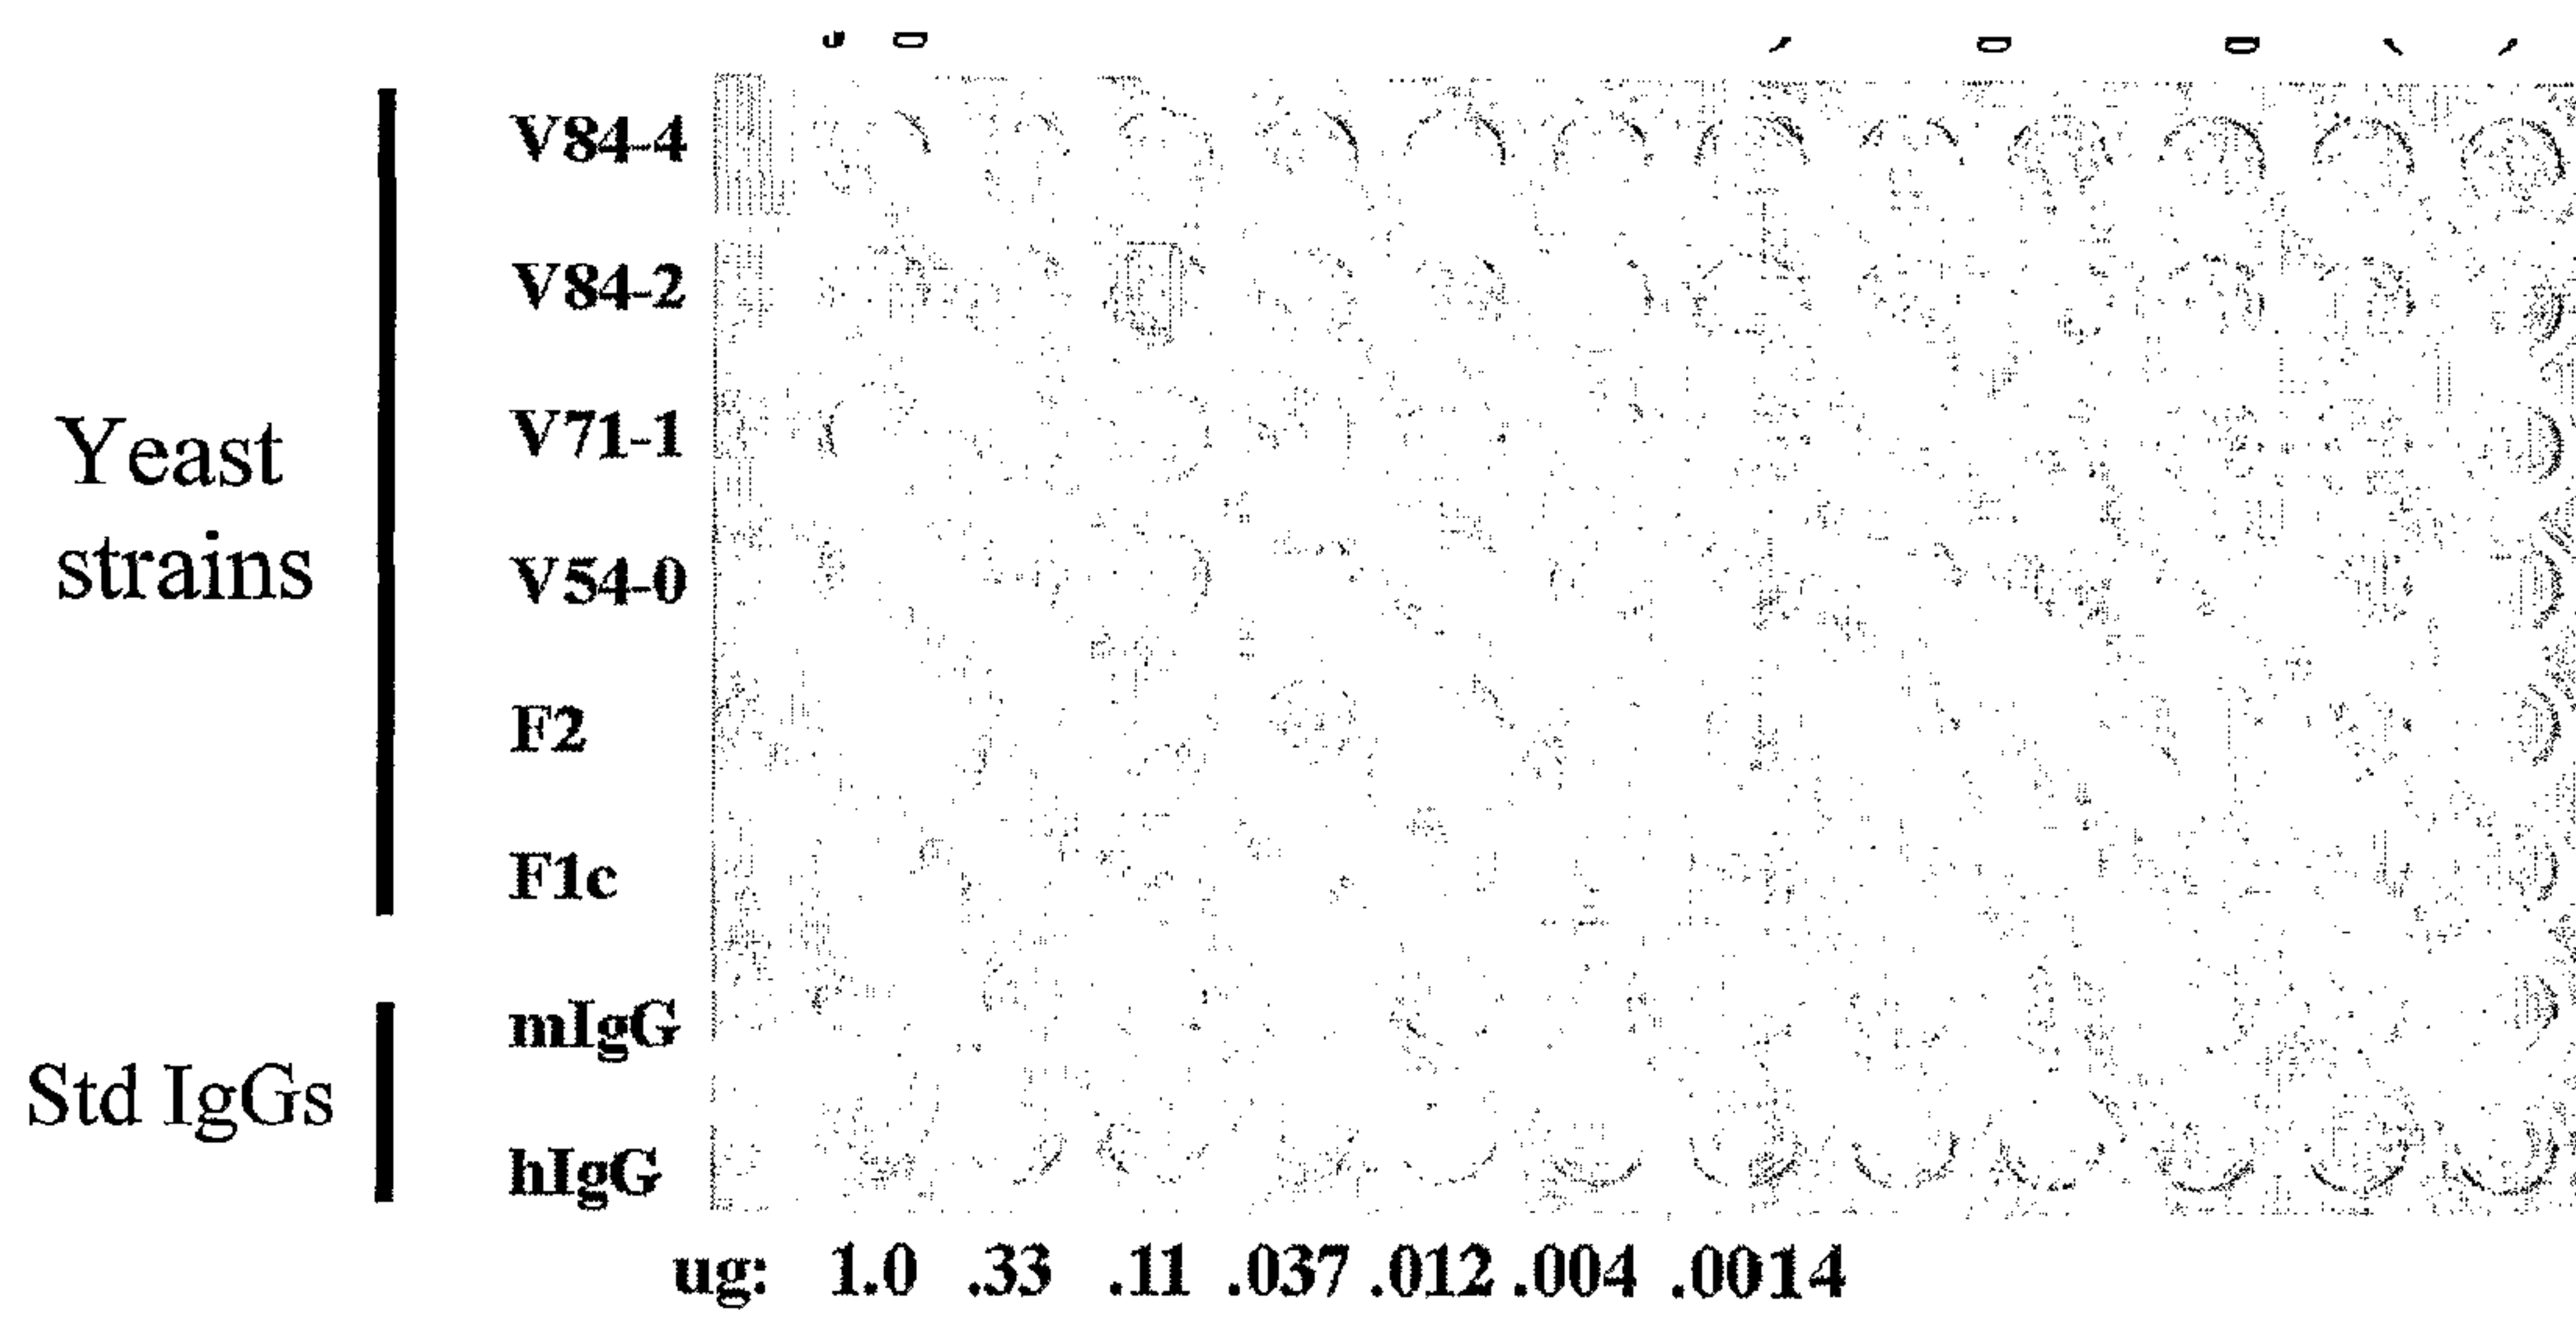 V84-4
V84-2
V71-1
Yeast
strains
V54-0
F2
F1c
mIgG
Std IgGs
hIgG
ug: 1.0 .33 .11 .037 .012 .004 .0014